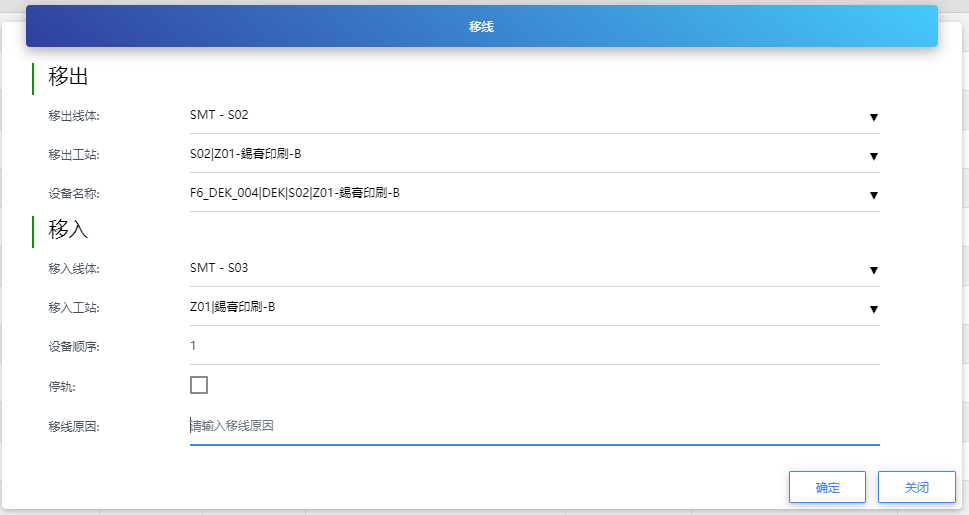 移线
移出
移出线体: SMT - S02
移出工站: S02|Z01-錫膏印刷-B
设备名称: F6_DEK_004|DEK|S02|Z01-錫膏印刷-B
移入
移入线体: SMT - S03
移入工站: Z01|錫膏印刷-B
设备顺序: 1
停轨:
移线原因: 请输入移线原因
确定 关闭